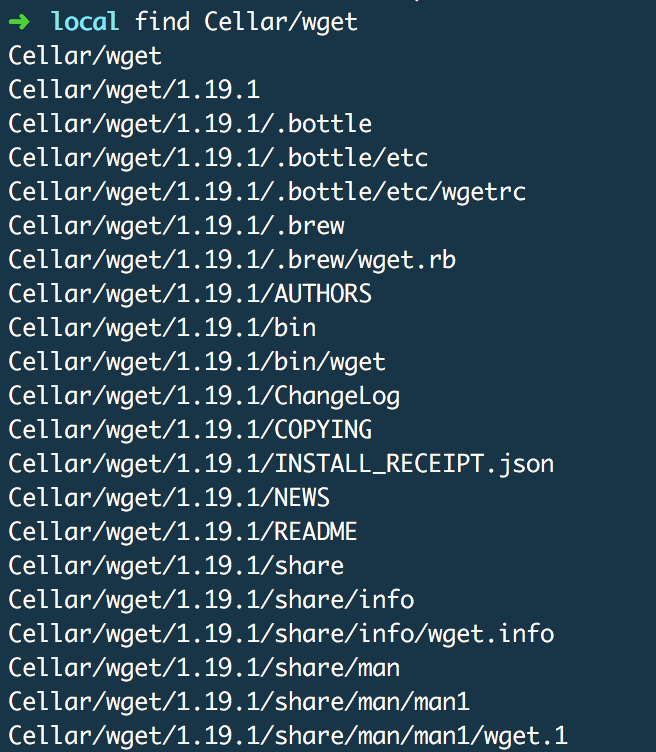 ➜ local find Cellar/wget
Cellar/wget
Cellar/wget/1.19.1
Cellar/wget/1.19.1/.bottle
Cellar/wget/1.19.1/.bottle/etc
Cellar/wget/1.19.1/.bottle/etc/wgetrc
Cellar/wget/1.19.1/.brew
Cellar/wget/1.19.1/.brew/wget.rb
Cellar/wget/1.19.1/AUTHORS
Cellar/wget/1.19.1/bin
Cellar/wget/1.19.1/bin/wget
Cellar/wget/1.19.1/ChangeLog
Cellar/wget/1.19.1/COPYING
Cellar/wget/1.19.1/INSTALL_RECEIPT.json
Cellar/wget/1.19.1/NEWS
Cellar/wget/1.19.1/README
Cellar/wget/1.19.1/share
Cellar/wget/1.19.1/share/info
Cellar/wget/1.19.1/share/info/wget.info
Cellar/wget/1.19.1/share/man
Cellar/wget/1.19.1/share/man/man1
Cellar/wget/1.19.1/share/man/man1/wget.1